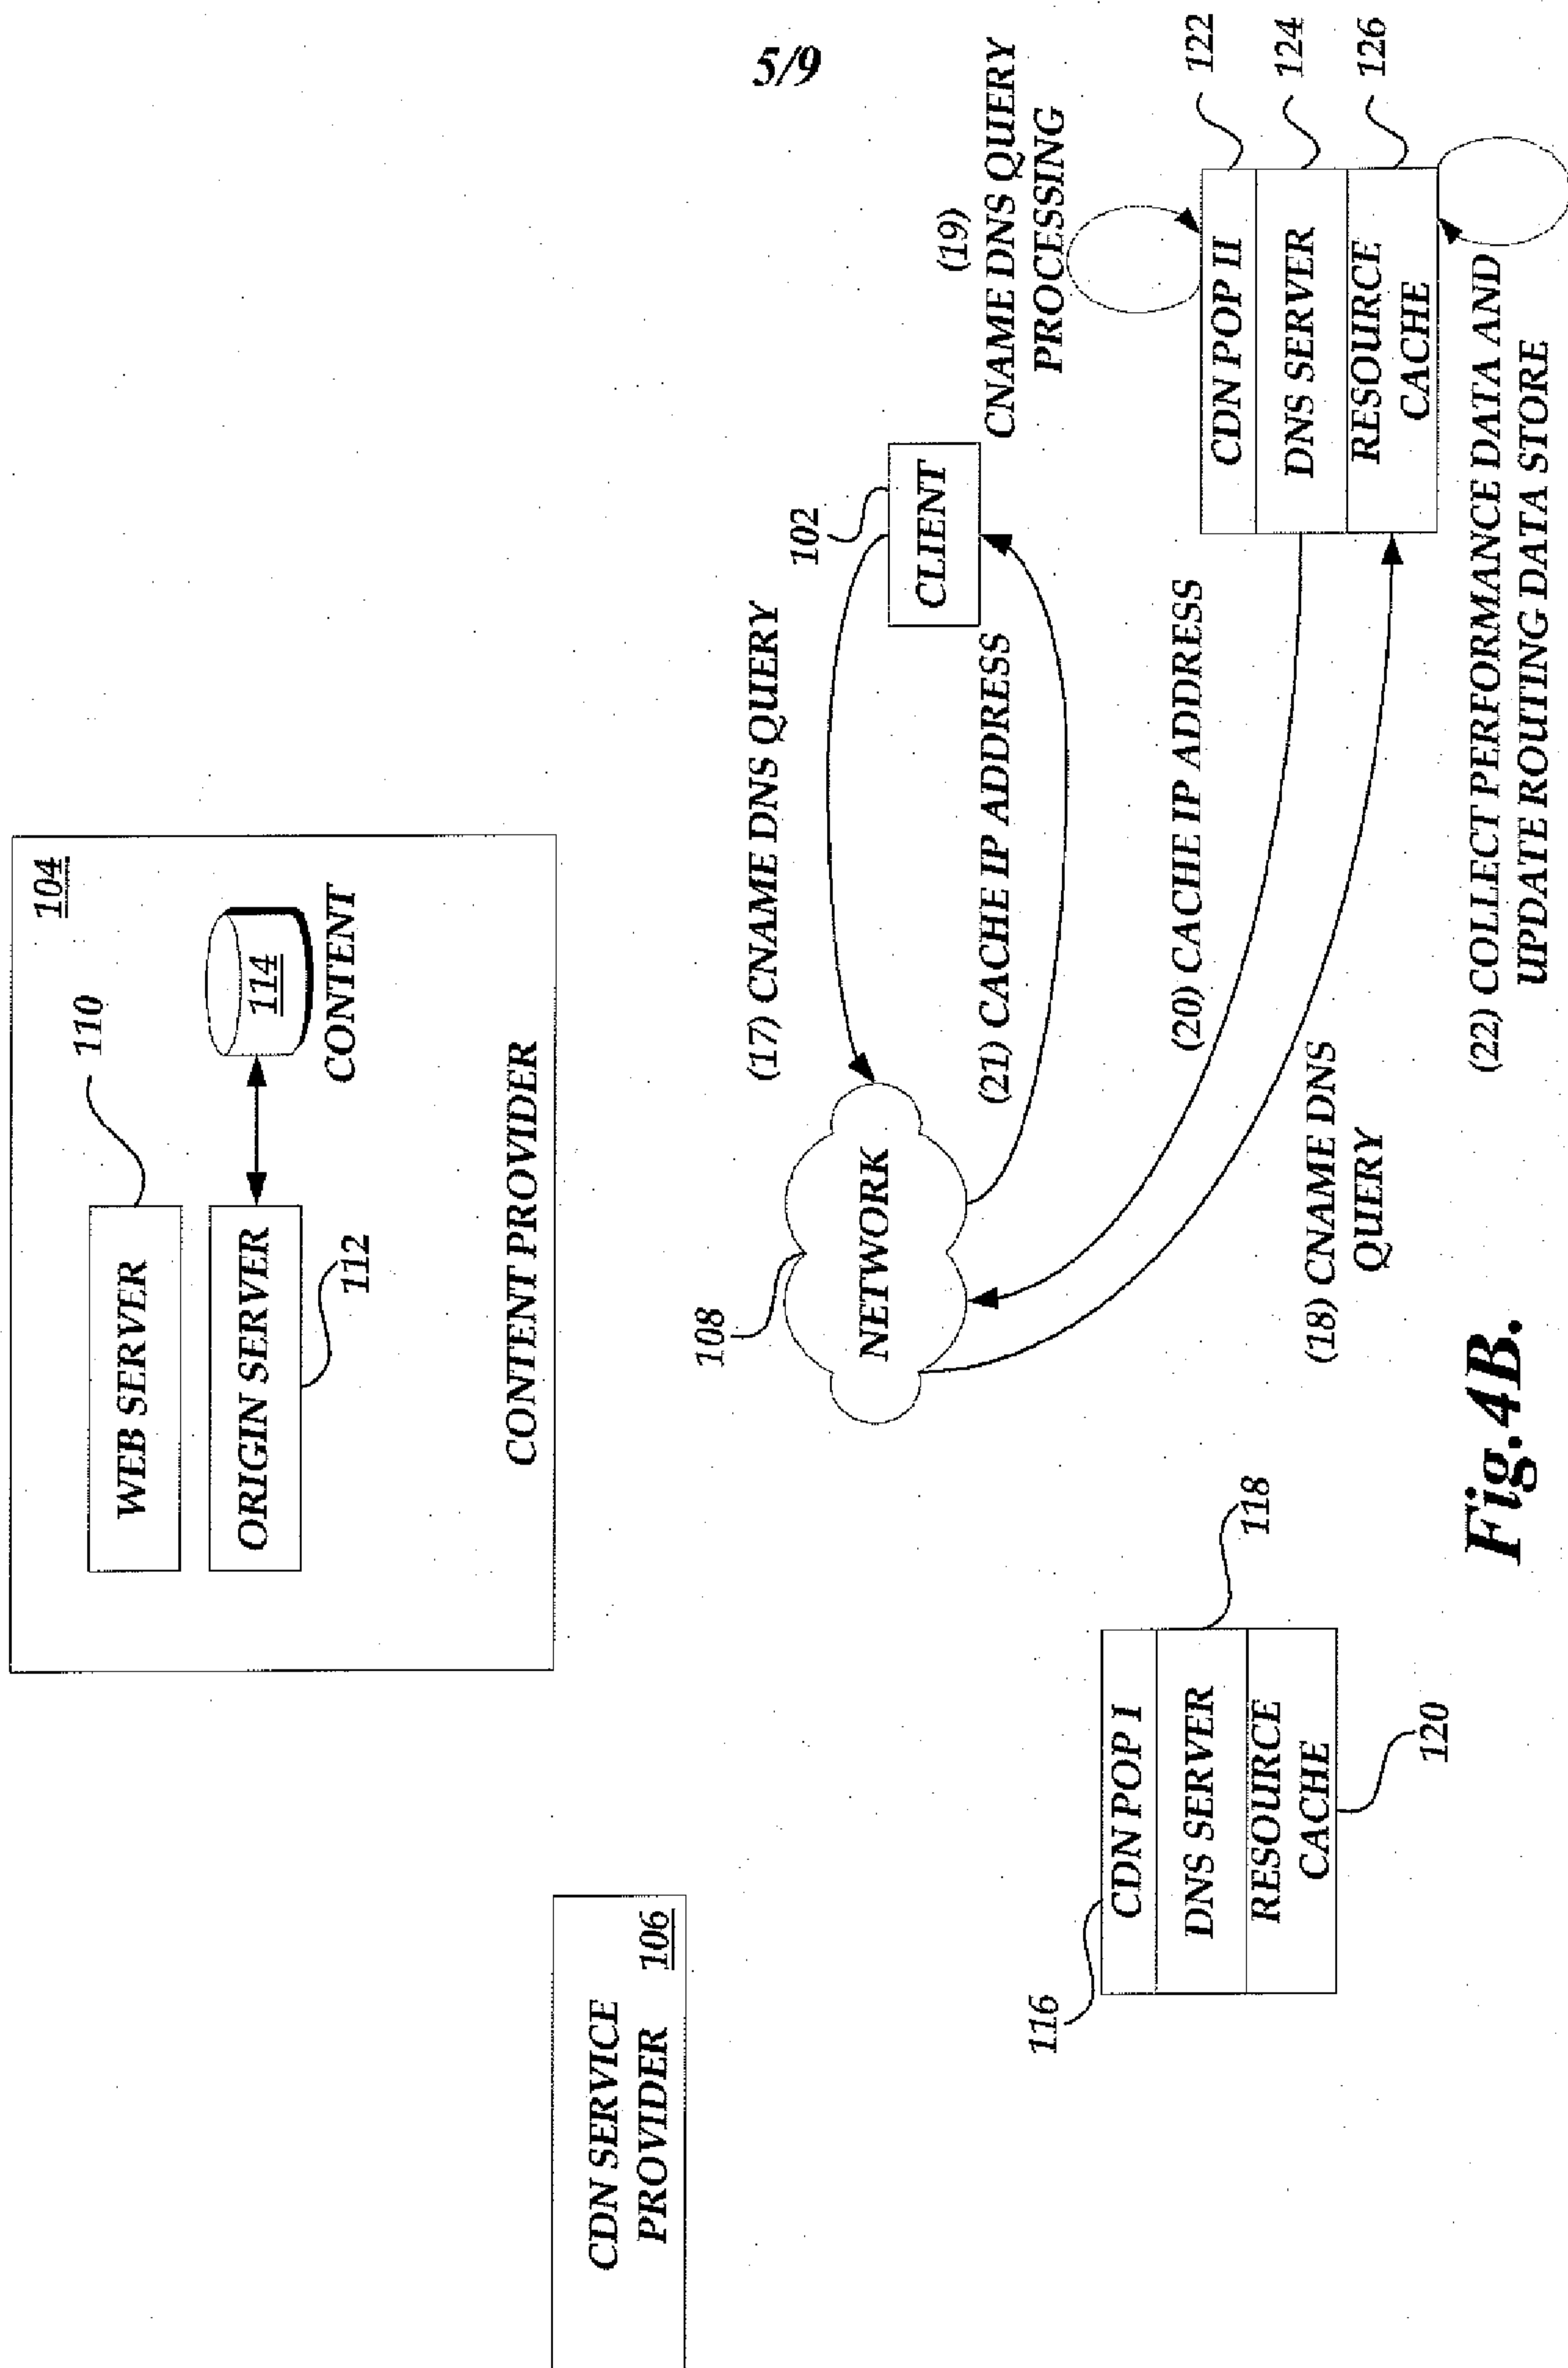 5/9
104
110
WEB SERVER
ORIGIN SERVER
112
114
CONTENT
CONTENT PROVIDER
CDN SERVICE
PROVIDER
106
108
NETWORK
(17) CNAME DNS QUERY
102
CLIENT
(21) CACHE IP ADDRESS
(19)
CNAME DNS QUERY
PROCESSING
116
CDN POP I
DNS SERVER
RESOURCE
CACHE
118
120
(20) CACHE IP ADDRESS
(18) CNAME DNS
QUERY
CDN POP II
DNS SERVER
RESOURCE
CACHE
122
124
126
(22) COLLECT PERFORMANCE DATA AND
UPDATE ROUTING DATA STORE
Fig.4B.